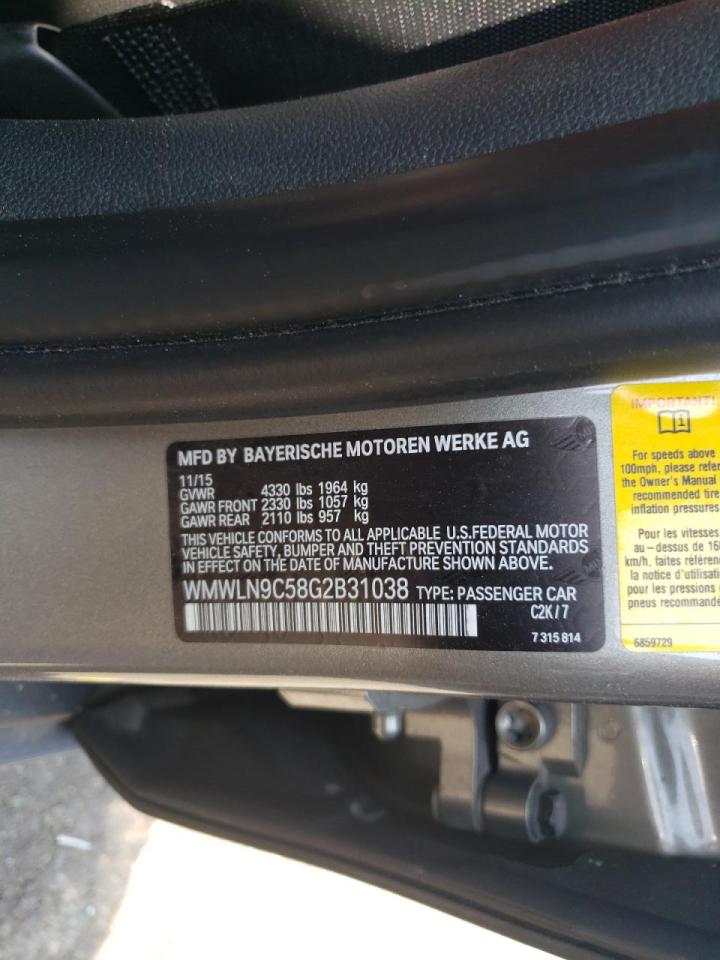 MFD BY BAYERISCHE MOTOREN WERKE AG
11/15
GVWR 4330 lbs 1964 kg
GAWR FRONT 2330 lbs 1057 kg
GAWR REAR 2110 lbs 957 kg
THIS VEHICLE CONFORMS TO ALL APPLICABLE U.S.FEDERAL MOTOR
VEHICLE SAFETY, BUMPER AND THEFT PREVENTION STANDARDS
IN EFFECT ON THE DATE OF MANUFACTURE SHOWN ABOVE.
WMWLN9C58G2B31038 TYPE: PASSENGER CAR
C2K/7
7 315 814
IMPORTANT!
i
For speeds above
100mph, please refer
the Owner's Manual
recommended tire
inflation pressures
Pour les vitesses
au-dessus de 160
km/h, faites référen
la notice d'utilisati
pour les pressions
pneus recommandé
6859729